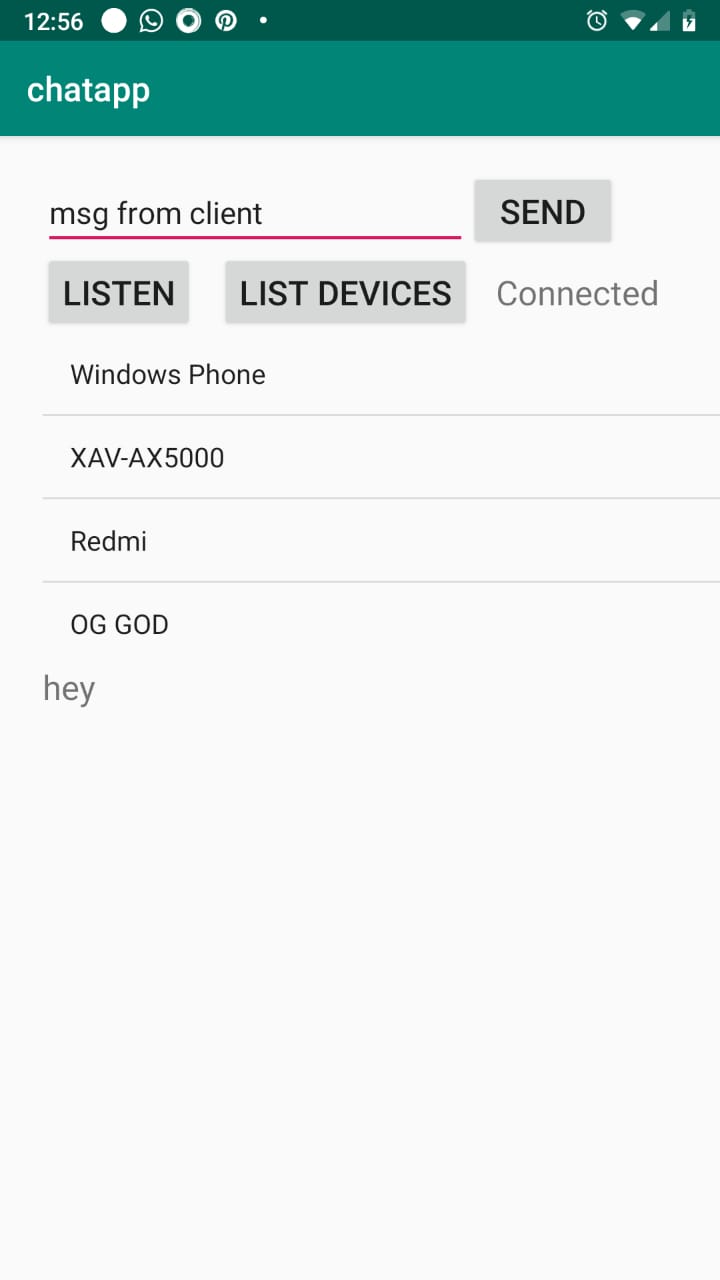 12:56
chatapp
msg from client SEND
LISTEN LIST DEVICES Connected
Windows Phone
XAV-AX5000
Redmi
OG GOD
hey